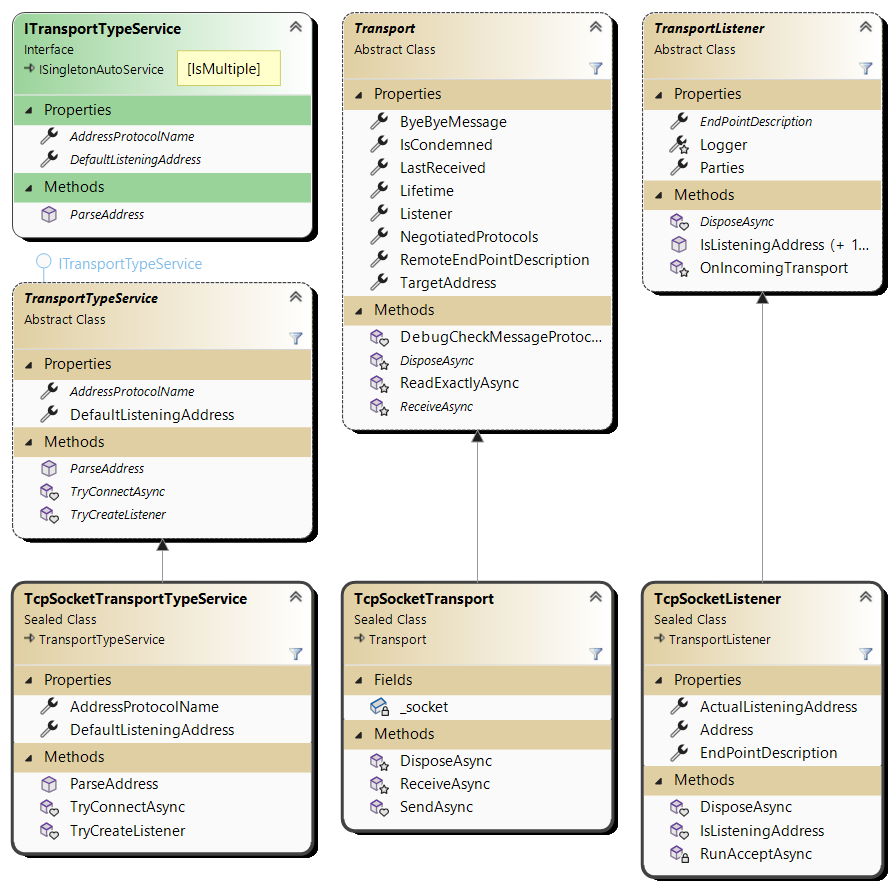 ITransportTypeService
Interface
ISingletonAutoService
[IsMultiple]
Properties
AddressProtocolName
DefaultListeningAddress
Methods
ParseAddress
ITransportTypeService
TransportTypeService
Abstract Class
Properties
AddressProtocolName
DefaultListeningAddress
Methods
ParseAddress
TryConnectAsync
TryCreateListener
TcpSocketTransportTypeService
Sealed Class
TransportTypeService
Properties
AddressProtocolName
DefaultListeningAddress
Methods
ParseAddress
TryConnectAsync
TryCreateListener
Transport
Abstract Class
Properties
ByeByeMessage
IsCondemned
LastReceived
Lifetime
Listener
NegotiatedProtocols
RemoteEndPointDescription
TargetAddress
Methods
DebugCheckMessageProtoc...
DisposeAsync
ReadExactlyAsync
ReceiveAsync
TcpSocketTransport
Sealed Class
Transport
Fields
_socket
Methods
DisposeAsync
ReceiveAsync
SendAsync
TransportListener
Abstract Class
Properties
EndPointDescription
Logger
Parties
Methods
DisposeAsync
IsListeningAddress (+ 1...
OnIncomingTransport
TcpSocketListener
Sealed Class
TransportListener
Properties
ActualListeningAddress
Address
EndPointDescription
Methods
DisposeAsync
IsListeningAddress
RunAcceptAsync